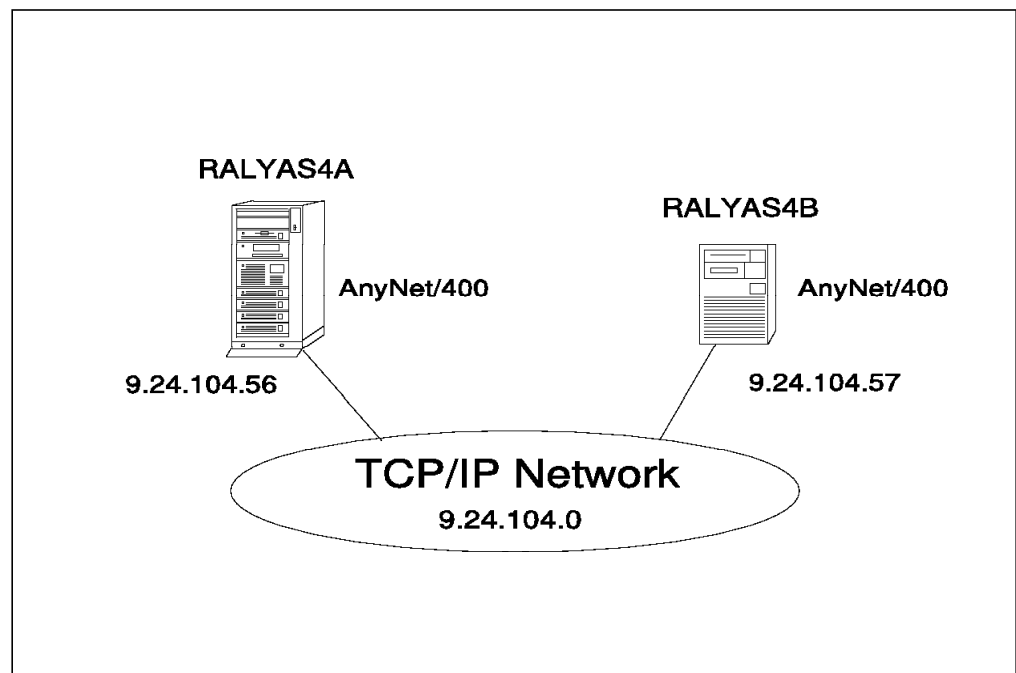 RALYAS4A
RALYAS4B
AnyNet/400
AnyNet/400
9.24.104.56
9.24.104.57
TCP/IP Network
9.24.104.0